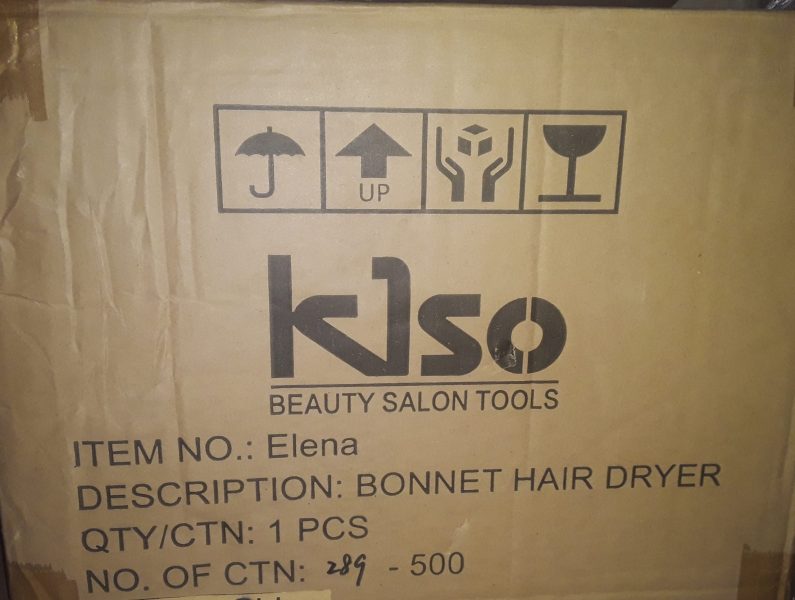 UP
KISO
BEAUTY SALON TOOLS
ITEM NO.: Elena
DESCRIPTION: BONNET HAIR DRYER
QTY/CTN: 1 PCS
NO. OF CTN: 289 - 500